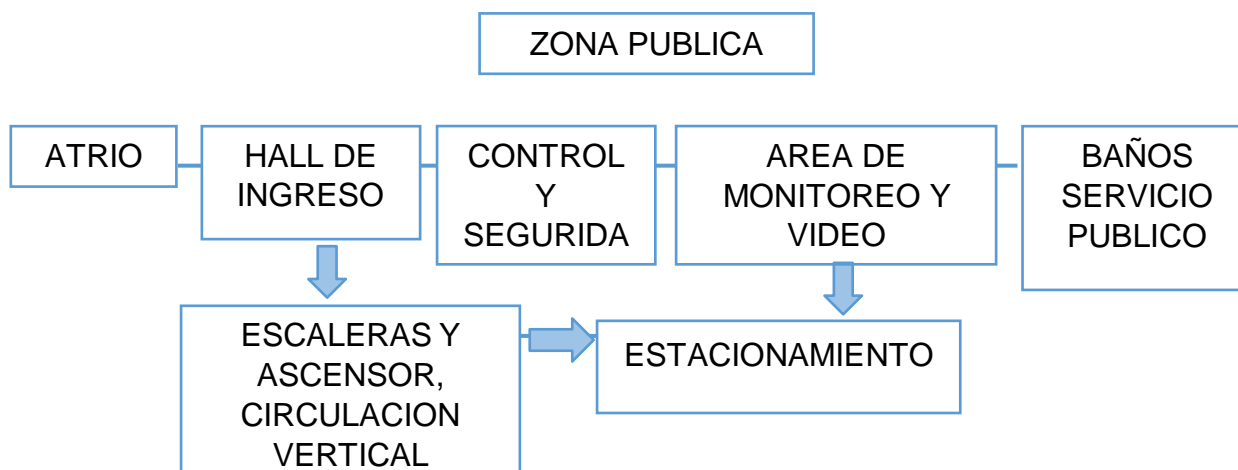 ZONA PUBLICA
ATRIO
HALL DE
INGRESO
CONTROL
Y
SEGURIDA
AREA DE
MONITOREO Y
VIDEO
BAÑOS
SERVICIO
PUBLICO
ESCALERAS Y
ASCENSOR,
CIRCULACION
VERTICAL
ESTACIONAMIENTO